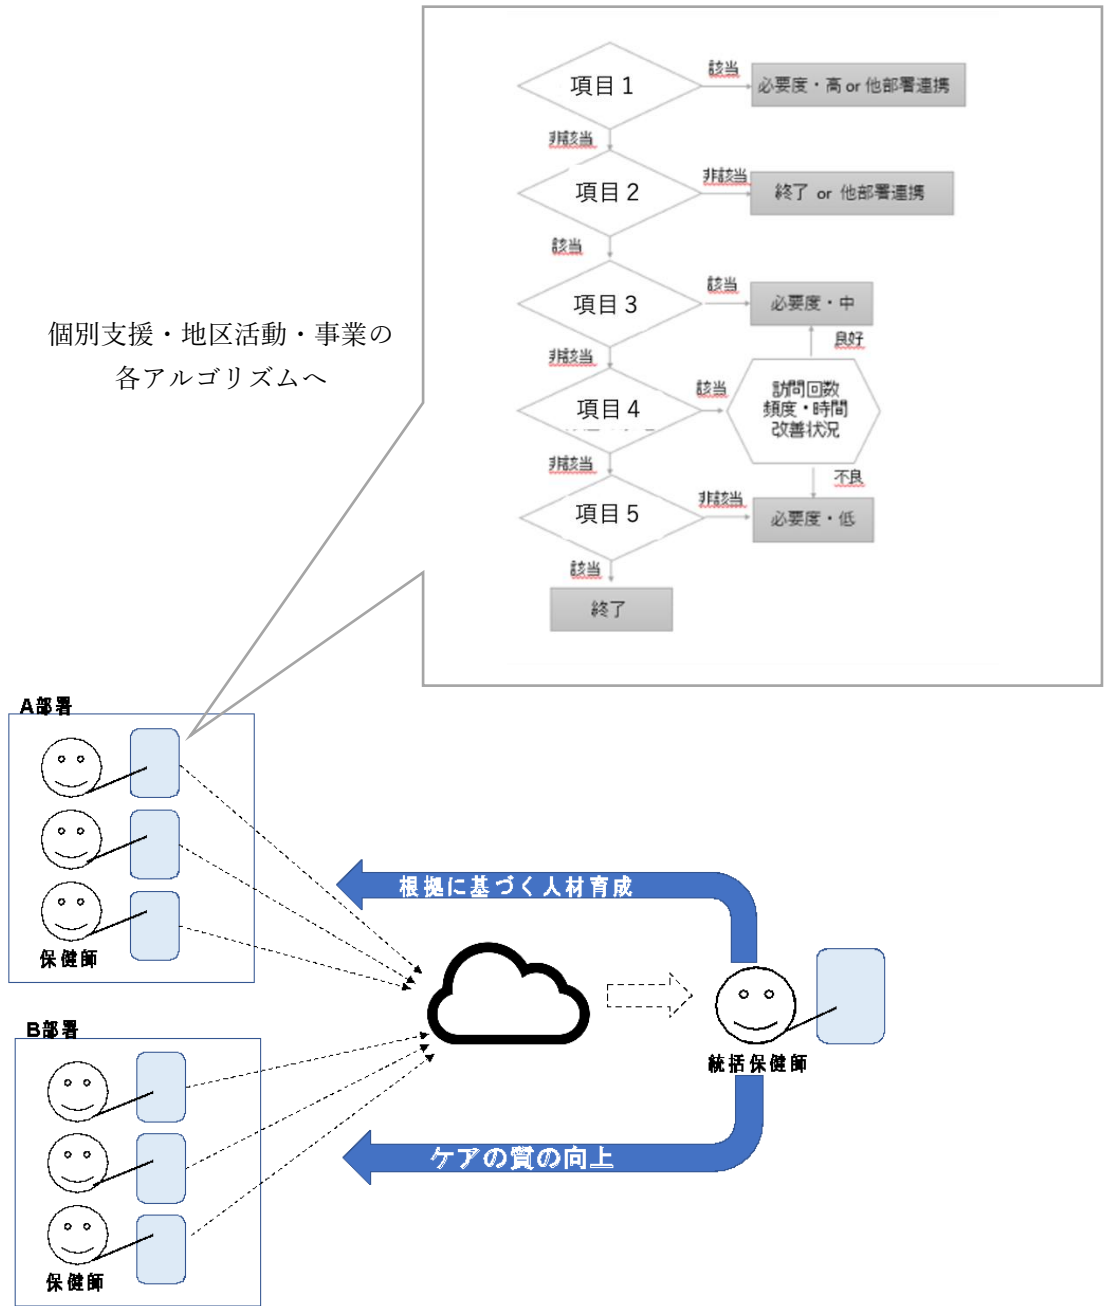 項目１
該当
必要度・高 or 他部署連携
非該当
項目２
非該当
終了 or 他部署連携
該当
項目３
該当
必要度・中
良好
非該当
項目４
該当
訪問回数
頻度・時間
改善状況
非該当
不良
項目５
非該当
必要度・低
該当
終了
個別支援・地区活動・事業の
各アルゴリズムへ
A部署
保健師
根拠に基づく人材育成
統括保健師
B部署
保健師
ケアの質の向上